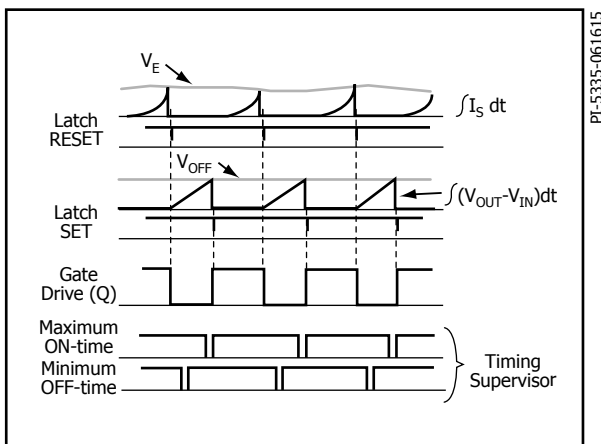 V_E
∫I_S dt
Latch
RESET
V_OFF
∫(V_OUT-V_IN)dt
Latch
SET
Gate
Drive (Q)
Maximum
ON-time
Minimum
OFF-time
Timing
Supervisor
PI-5335-061615